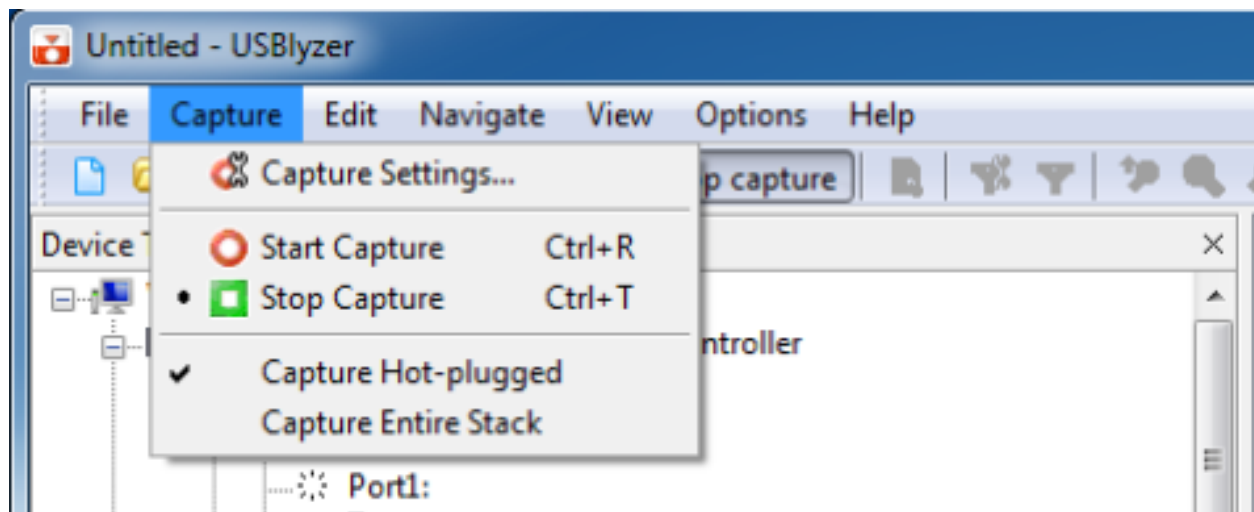 Untitled - USBlyzer
File Capture Edit Navigate View Options Help
Capture Settings...
capture
Device
Start Capture Ctrl+R
Stop Capture Ctrl+T
ntroller
Capture Hot-plugged
Capture Entire Stack
Port1: